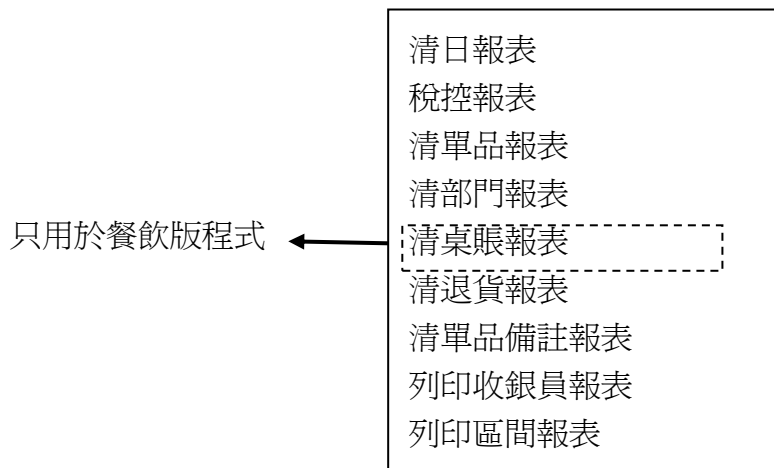 清日報表
稅控報表
清單品報表
清部門報表
只用於餐飲版程式
清桌賬報表
清退貨報表
清單品備註報表
列印收銀員報表
列印區間報表